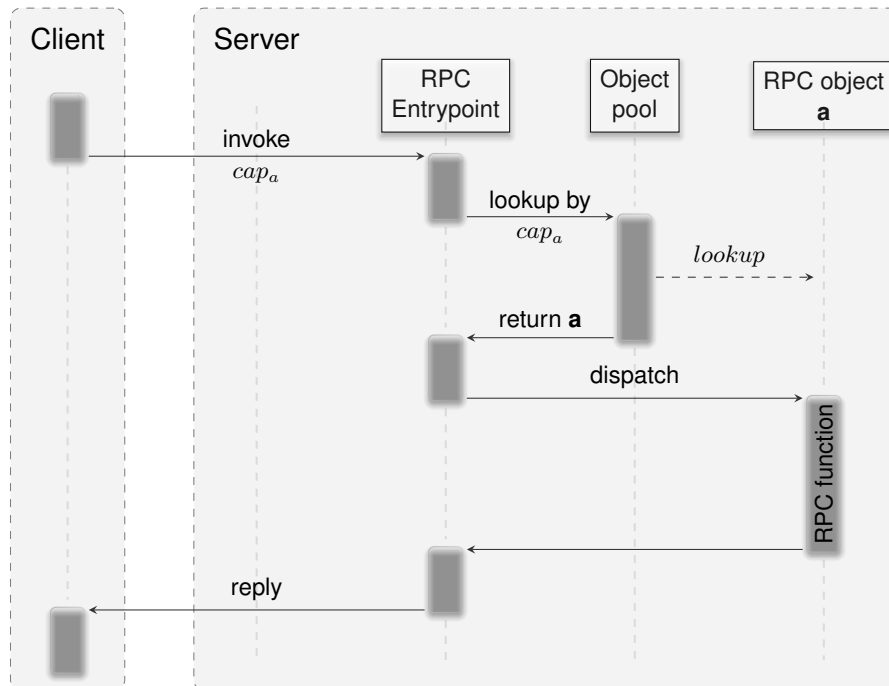 Client
Server
RPC
Entrypoint
Object
pool
RPC object
a
invoke
cap_a
lookup by
cap_a
lookup
return a
dispatch
RPC function
reply